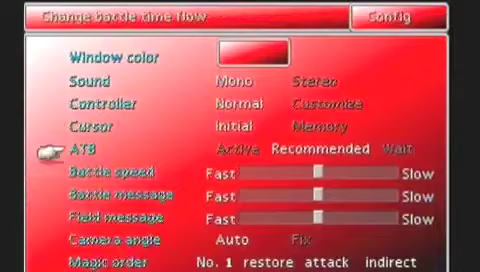 Change battle time flow Config
Window color
Sound Mono Stereo
Controller Normal Customize
Cursor Initial Memory
ATB Active Recommended Wait
Battle speed Fast Slow
Battle message Fast Slow
Field message Fast Slow
Camera angle Auto Fix
Magic order No. 1 restore attack indirect